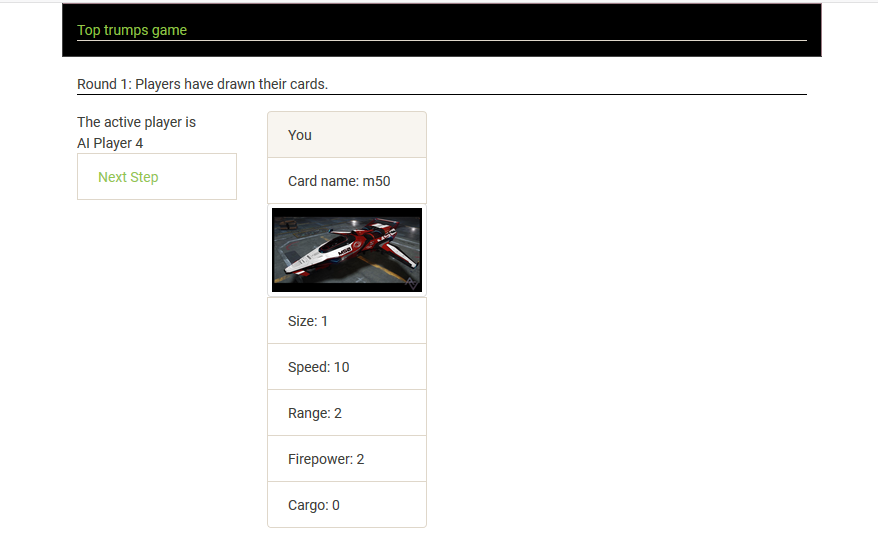 Top trumps game
Round 1: Players have drawn their cards.
The active player is
AI Player 4
Next Step
You
Card name: m50
M50
Size: 1
Speed: 10
Range: 2
Firepower: 2
Cargo: 0